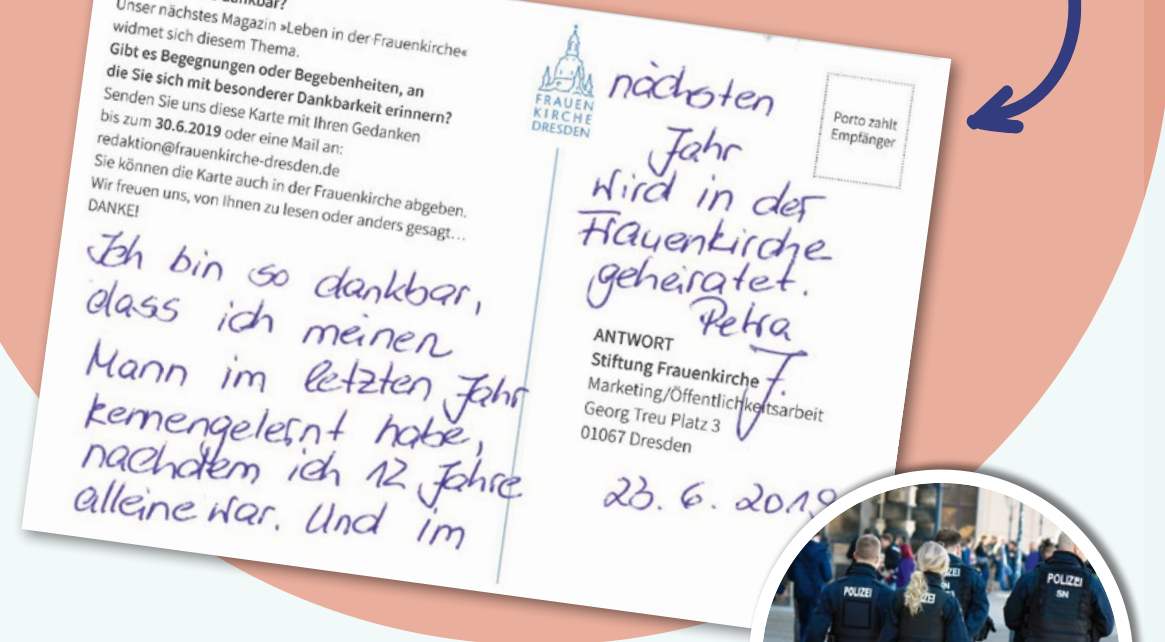 dankbar?
Unser nächstes Magazin »Leben in der Frauenkirche«
widmet sich diesem Thema.
Gibt es Begegnungen oder Begebenheiten, an
die Sie sich mit besonderer Dankbarkeit erinnern?
Senden Sie uns diese Karte mit Ihren Gedanken
bis zum 30.6.2019 oder eine Mail an:
redaktion@frauenkirche-dresden.de
Sie können die Karte auch in der Frauenkirche abgeben.
Wir freuen uns, von Ihnen zu lesen oder anders gesagt…
DANKE!
Ich bin so dankbar,
dass ich meinen
Mann im letzten Jahr
kennengelernt habe,
nachdem ich 12 Jahre
alleine war. Und im
FRAUEN
KIRCHE
DRESDEN
nächsten
Jahr
wird in der
Frauenkirche
geheiratet.
Petra
J.
Porto zahlt
Empfänger
ANTWORT
Stiftung Frauenkirche
Marketing/Öffentlichkeitsarbeit
Georg Treu Platz 3
01067 Dresden
23. 6. 2019
POLIZEI
POLIZEI
SN